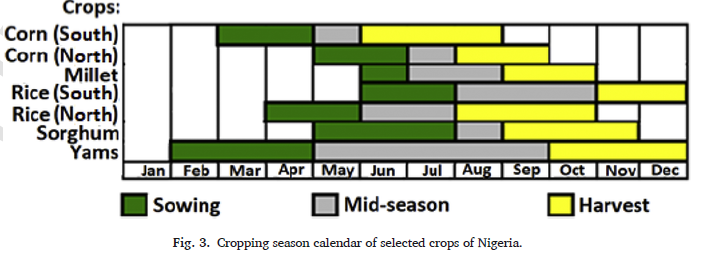 Crops:
Corn (South)
Corn (North)
Millet
Rice (South)
Rice (North)
Sorghum
Yams
Jan Feb Mar Apr May Jun Jul Aug Sep Oct Nov Dec
Sowing Mid-season Harvest
Fig. 3. Cropping season calendar of selected crops of Nigeria.